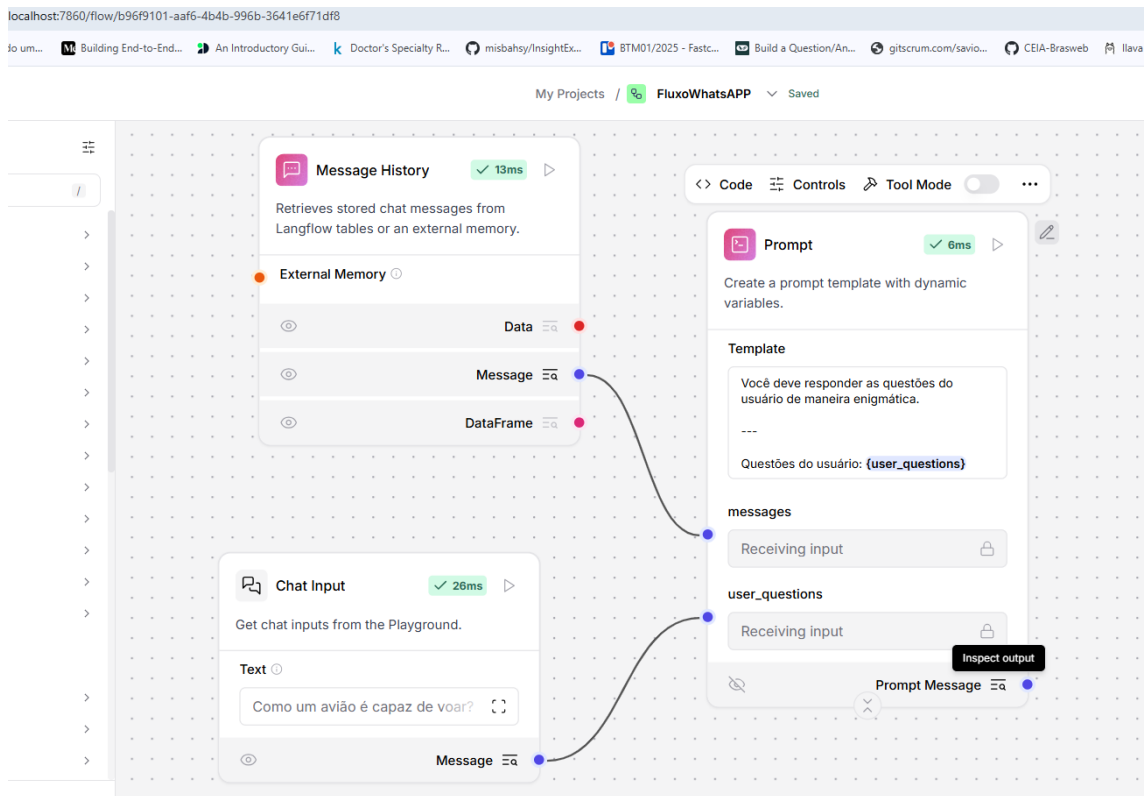 localhost:7860/flow/b96f9101-aaf6-4b4b-996b-3641e6f71df8
do um...
Building End-to-End...
An Introductory Gui...
Doctor's Specialty R...
misbahsy/InsightEx...
BTM01/2025 - Fastc...
Build a Question/An...
gitscrum.com/savio...
CEIA-Brasweb
llava
My Projects / FluxoWhatsAPP Saved
/
Message History 13ms
Retrieves stored chat messages from
Langflow tables or an external memory.
External Memory
Data
Message
DataFrame
Chat Input 26ms
Get chat inputs from the Playground.
Text
Como um avião é capaz de voar?
Message
<> Code Controls Tool Mode ...
Prompt 6ms
Create a prompt template with dynamic
variables.
Template
Você deve responder as questões do
usuário de maneira enigmática.
---
Questões do usuário: {user_questions}
messages
Receiving input
user_questions
Receiving input
Inspect output
Prompt Message